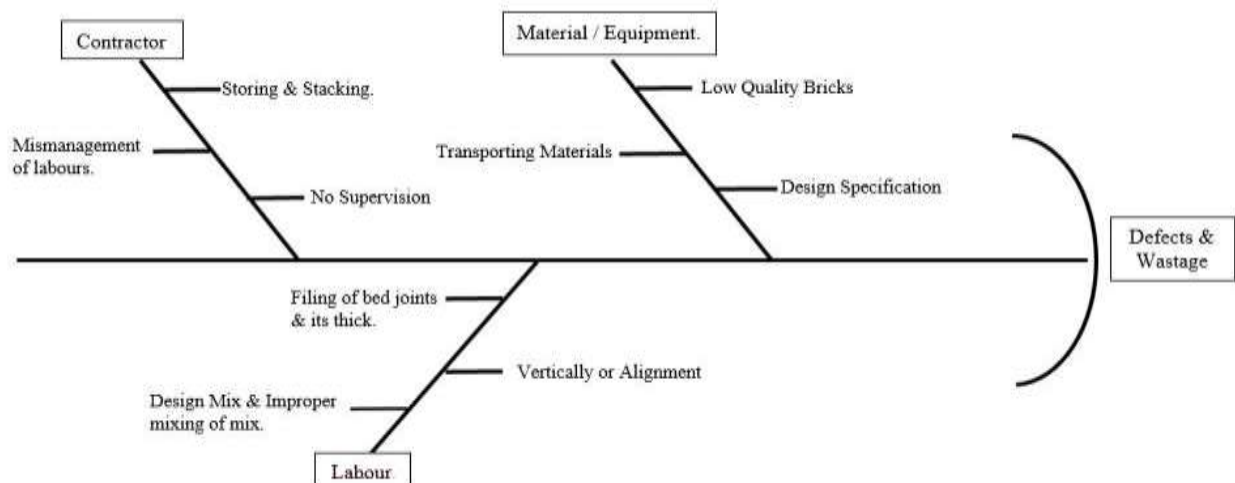 Contractor
Material / Equipment.
Storing & Stacking.
Low Quality Bricks
Mismanagement
of labours.
Transporting Materials
No Supervision
Design Specification
Defects &
Wastage
Filing of bed joints
& its thick.
Vertically or Alignment
Design Mix & Improper
mixing of mix.
Labour